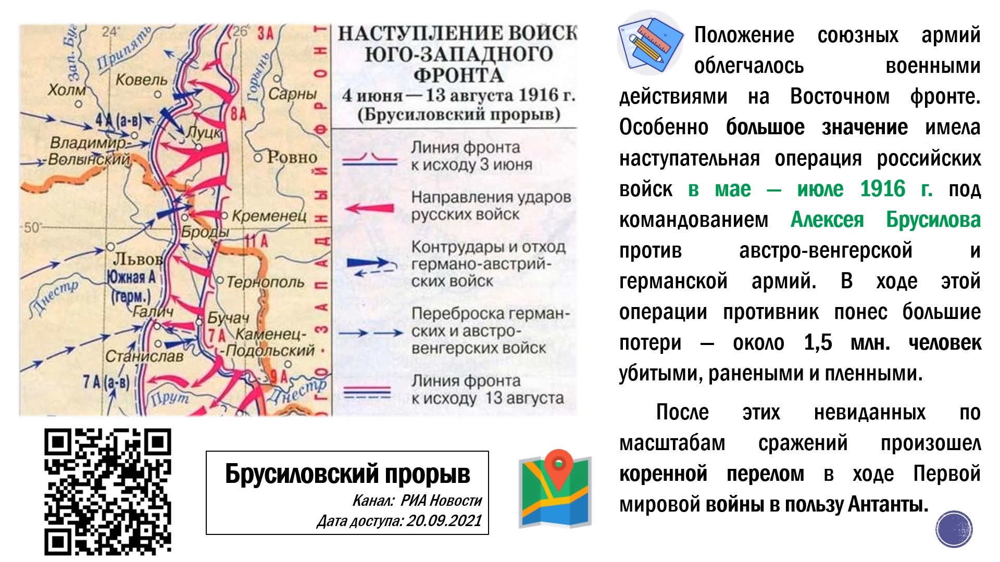 24°
26°
3 А
Зап. Буг
Припять
Горынь
Ковель
Холм
Сарны
8 А
4 А (а-в)
Луцк
Владимир-
-Волынский
Ровно
Кременец
50°
Броды
11 А
Львов
Южная А
(герм.)
Тернополь
Днестр
Галич
Бучач
7 А
Каменец-
-Подольский
Станислав
7 А (а-в)
9 А
Прут
Днестр
ГО-ЗАПАДНЫЙ ФРОНТ
НАСТУПЛЕНИЕ ВОЙСК
ЮГО-ЗАПАДНОГО
ФРОНТА
4 июня — 13 августа 1916 г.
(Брусиловский прорыв)
Линия фронта
к исходу 3 июня
Направления ударов
русских войск
Контрудары и отход
германо-австрий-
ских войск
Переброска герман-
ских и австро-
венгерских войск
Линия фронта
к исходу 13 августа
Брусиловский прорыв
Канал: РИА Новости
Дата доступа: 20.09.2021
Положение союзных армий
облегчалось военными
действиями на Восточном фронте.
Особенно большое значение имела
наступательная операция российских
войск в мае — июле 1916 г. под
командованием Алексея Брусилова
против австро-венгерской и
германской армий. В ходе этой
операции противник понес большие
потери — около 1,5 млн. человек
убитыми, ранеными и пленными.
После этих невиданных по
масштабам сражений произошел
коренной перелом в ходе Первой
мировой войны в пользу Антанты.